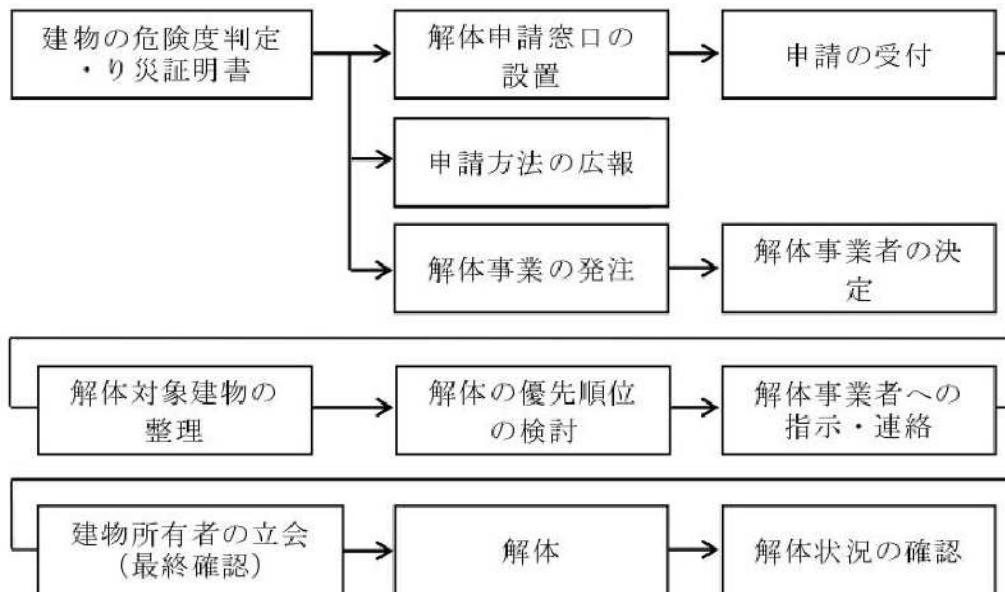 建物の危険度判定
・り災証明書
解体申請窓口の
設置
申請の受付
申請方法の広報
解体事業の発注
解体事業者の決
定
解体対象建物の
整理
解体の優先順位
の検討
解体事業者への
指示・連絡
建物所有者の立会
(最終確認)
解体
解体状況の確認